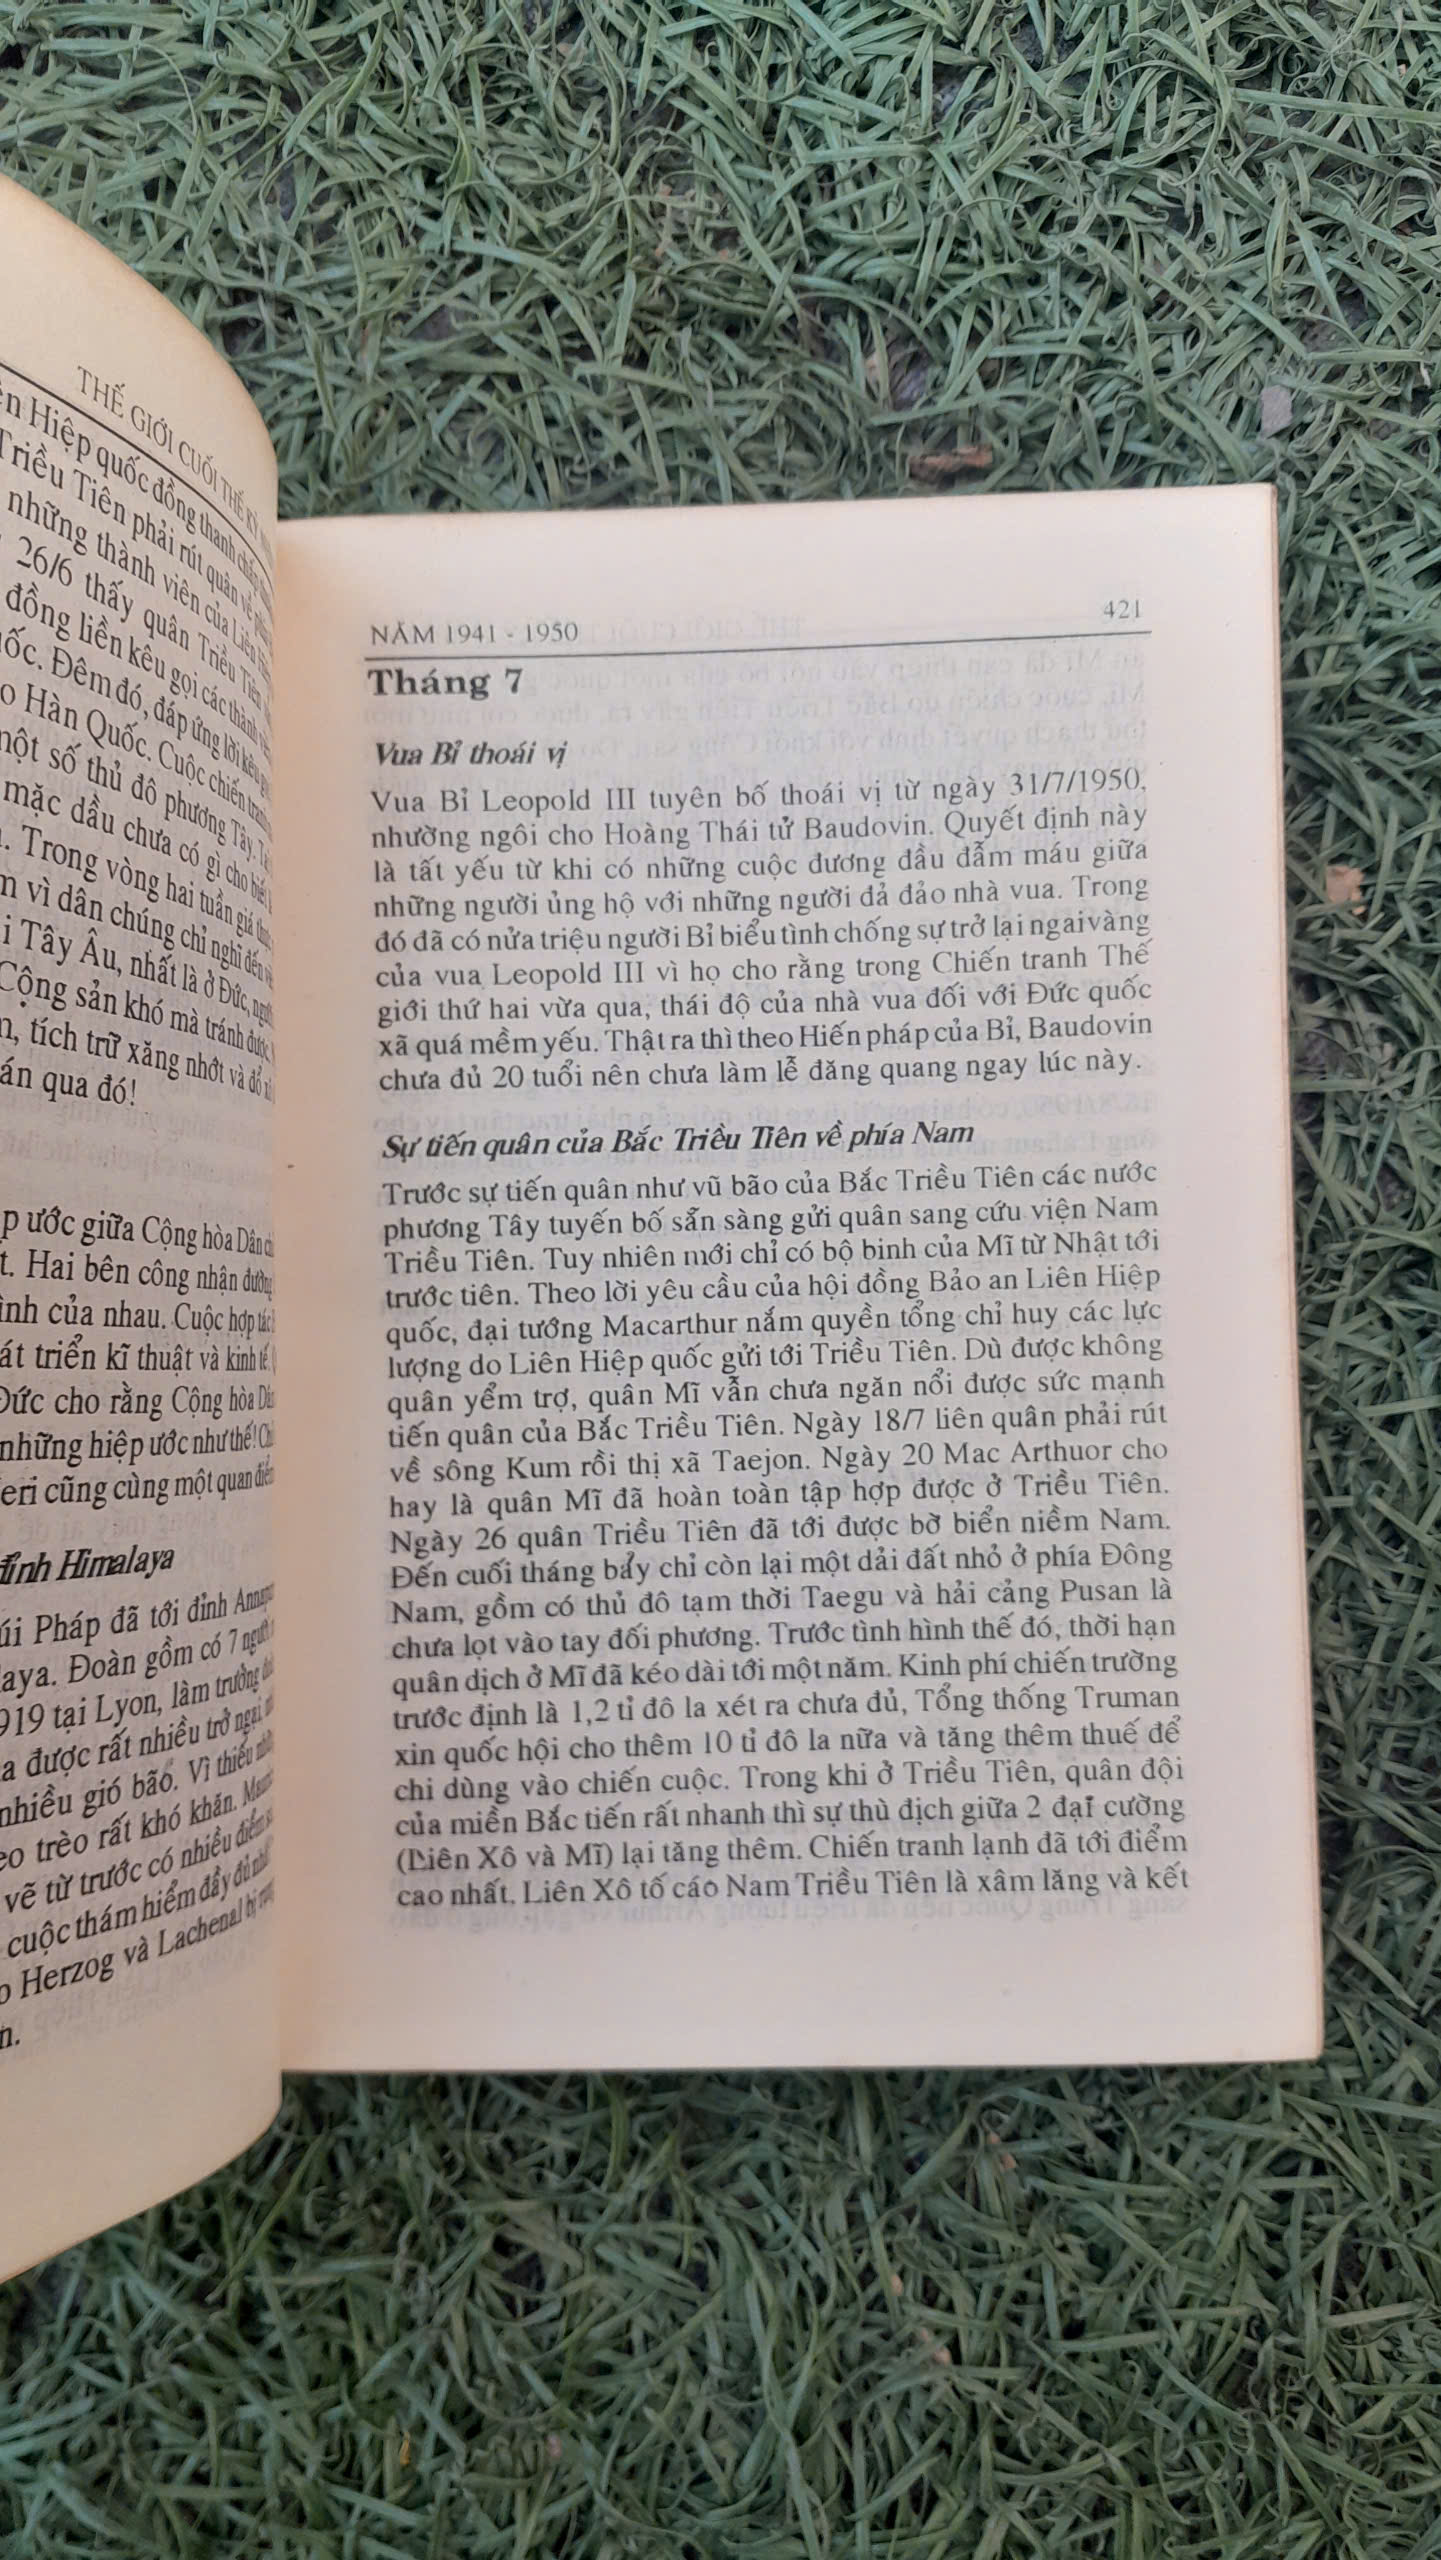 THẾ GIỚI CUỐI THẾ KỶ
Hiệp quốc đồng thanh chấp
Triều Tiên phải rút quân về
những thành viên của Liên
26/6 thấy quân Triều Tiên
đồng liền kêu gọi các thành
Đêm đó, đáp ứng lời kêu
Hàn Quốc. Cuộc chiến tranh
một số thủ đô phương Tây.
mặc dầu chưa có gì cho biết
Trong vòng hai tuần giá
vì dân chúng chỉ nghĩ đến
Tây Âu, nhất là ở Đức,
Cộng sản khó mà tránh được
tích trữ xăng nhớt và đổ
qua đó!
ước giữa Cộng hòa Dân
Hai bên công nhận đường
của nhau. Cuộc hợp tác
triển kĩ thuật và kinh tế.
Đức cho rằng Cộng hòa
những hiệp ước như thế!
cũng cùng một quan điểm
đỉnh Himalaya
Pháp đã tới đỉnh
Đoàn gồm có 7 người
tại Lyon, làm trưởng
được rất nhiều trở ngại
nhiều gió bão. Vì thiếu
trèo rất khó khăn.
vẽ từ trước có nhiều điểm
cuộc thám hiểm đầy đủ
Herzog và Lachenal bị
NĂM 1941 - 1950
421
Tháng 7
Vua Bỉ thoái vị
Vua Bỉ Leopold III tuyên bố thoái vị từ ngày 31/7/1950,
nhường ngôi cho Hoàng Thái tử Baudovin. Quyết định này
là tất yếu từ khi có những cuộc đương đầu đẫm máu giữa
những người ủng hộ với những người đả đảo nhà vua. Trong
đó đã có nửa triệu người Bỉ biểu tình chống sự trở lại ngai vàng
của vua Leopold III vì họ cho rằng trong Chiến tranh Thế
giới thứ hai vừa qua, thái độ của nhà vua đối với Đức quốc
xã quá mềm yếu. Thật ra thì theo Hiến pháp của Bỉ, Baudovin
chưa đủ 20 tuổi nên chưa làm lễ đăng quang ngay lúc này.
Sự tiến quân của Bắc Triều Tiên về phía Nam
Trước sự tiến quân như vũ bão của Bắc Triều Tiên các nước
phương Tây tuyến bố sẵn sàng gửi quân sang cứu viện Nam
Triều Tiên. Tuy nhiên mới chỉ có bộ binh của Mĩ từ Nhật tới
trước tiên. Theo lời yêu cầu của hội đồng Bảo an Liên Hiệp
quốc, đại tướng Macarthur nắm quyền tổng chỉ huy các lực
lượng do Liên Hiệp quốc gửi tới Triều Tiên. Dù được không
quân yểm trợ, quân Mĩ vẫn chưa ngăn nổi được sức mạnh
tiến quân của Bắc Triều Tiên. Ngày 18/7 liên quân phải rút
về sông Kum rồi thị xã Taejon. Ngày 20 Mac Arthuor cho
hay là quân Mĩ đã hoàn toàn tập hợp được ở Triều Tiên.
Ngày 26 quân Triều Tiên đã tới được bờ biển niềm Nam.
Đến cuối tháng bẩy chỉ còn lại một dải đất nhỏ ở phía Đông
Nam, gồm có thủ đô tạm thời Taegu và hải cảng Pusan là
chưa lọt vào tay đối phương. Trước tình hình thế đó, thời hạn
quân dịch ở Mĩ đã kéo dài tới một năm. Kinh phí chiến trường
trước định là 1,2 tỉ đô la xét ra chưa đủ, Tổng thống Truman
xin quốc hội cho thêm 10 tỉ đô la nữa và tăng thêm thuế để
chi dùng vào chiến cuộc. Trong khi ở Triều Tiên, quân đội
của miền Bắc tiến rất nhanh thì sự thù địch giữa 2 đại cường
(Liên Xô và Mĩ) lại tăng thêm. Chiến tranh lạnh đã tới điểm
cao nhất. Liên Xô tố cáo Nam Triều Tiên là xâm lăng và kết